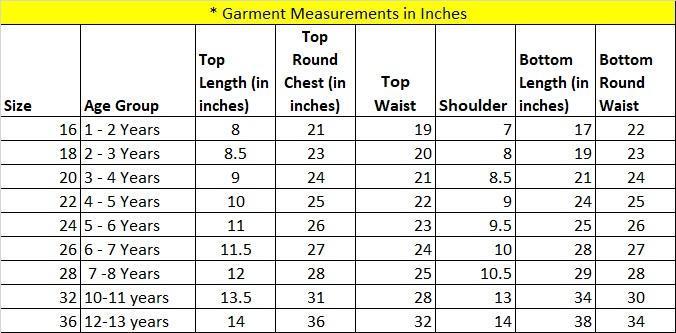 * Garment Measurements in Inches
Size Age Group Top Length (in inches) Top Round Chest (in inches) Top Waist Shoulder Bottom Length (in inches) Bottom Round Waist
16 1 - 2 Years 8 21 19 7 17 22
18 2 - 3 Years 8.5 23 20 8 19 23
20 3 - 4 Years 9 24 21 8.5 21 24
22 4 - 5 Years 10 25 22 9 24 25
24 5 - 6 Years 11 26 23 9.5 25 26
26 6 - 7 Years 11.5 27 24 10 28 27
28 7 -8 Years 12 28 25 10.5 29 28
32 10-11 years 13.5 31 28 13 34 30
36 12-13 years 14 36 32 14 38 34